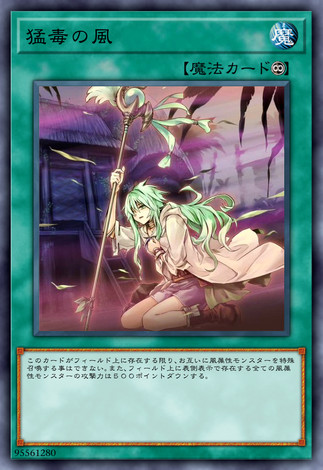 猛毒の風
魔
【魔法カード】
このカードがフィールド上に存在する限り、お互いに風属性モンスターを特殊
召喚する事はできない。また、フィールド上に表側表示で存在する全ての風属
性モンスターの攻撃力は５００ポイントダウンする。
95561280